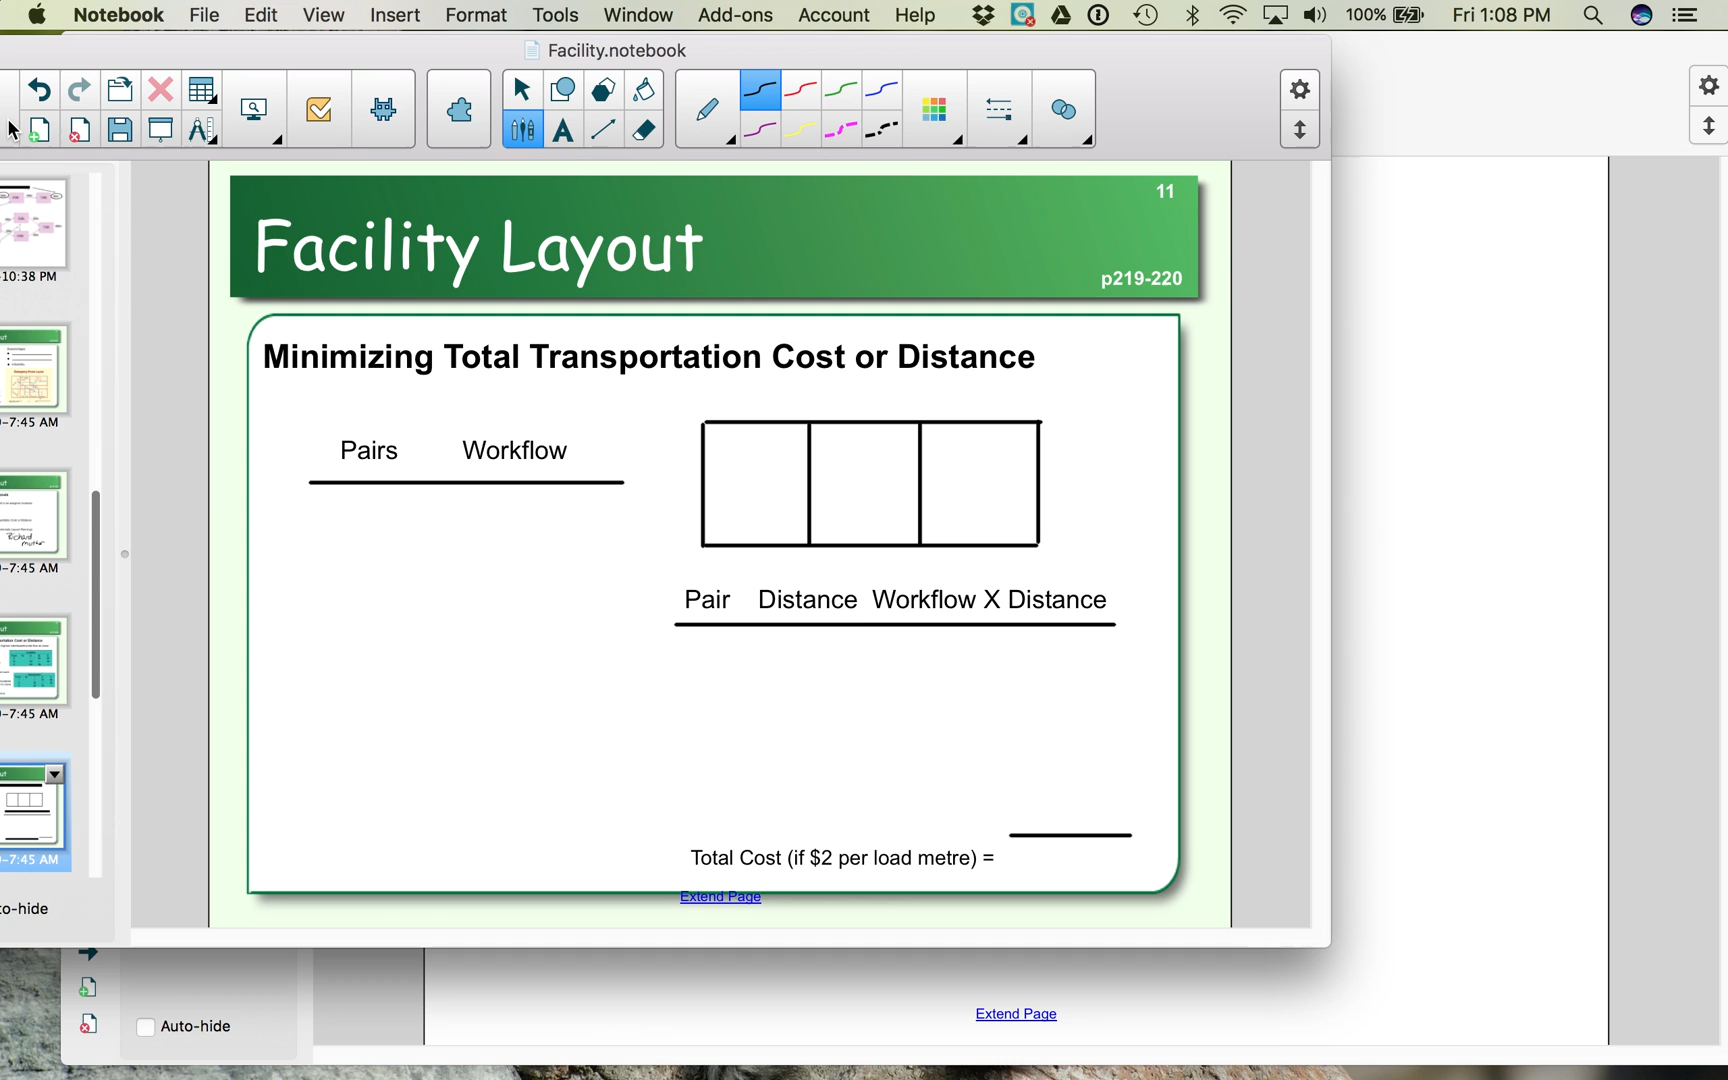 Notebook File Edit View Insert Format Tools Window Add-ons Account Help 100% Fri 1:08 PM
Facility.notebook
11
Facility Layout
p219-220
Minimizing Total Transportation Cost or Distance
Pairs Workflow
Pair Distance Workflow X Distance
Total Cost (if $2 per load metre) =
Extend Page
10:38 PM
-7:45 AM
Richard
-7:45 AM
-7:45 AM
-7:45 AM
to-hide
Auto-hide
Extend Page